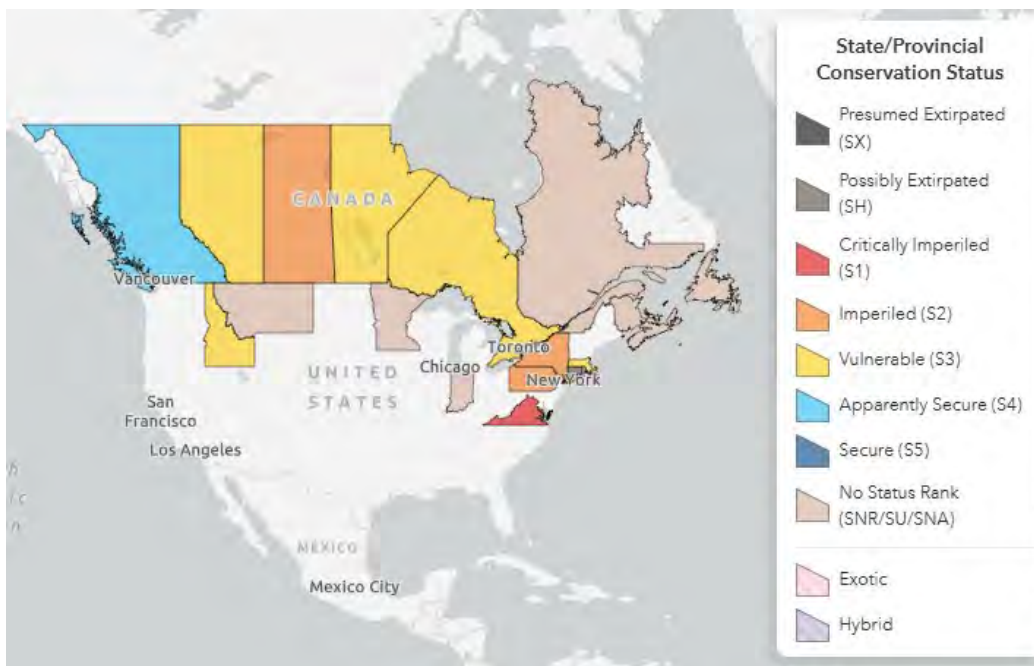 State/Provincial
Conservation Status
Presumed Extirpated
(SX)
Possibly Extirpated
(SH)
Critically Imperiled
(S1)
Imperiled (S2)
Vulnerable (S3)
Apparently Secure (S4)
Secure (S5)
No Status Rank
(SNR/SU/SNA)
Exotic
Hybrid
CANADA
Vancouver
Toronto
Chicago
New York
UNITED
STATES
San
Francisco
Los Angeles
MEXICO
Mexico City